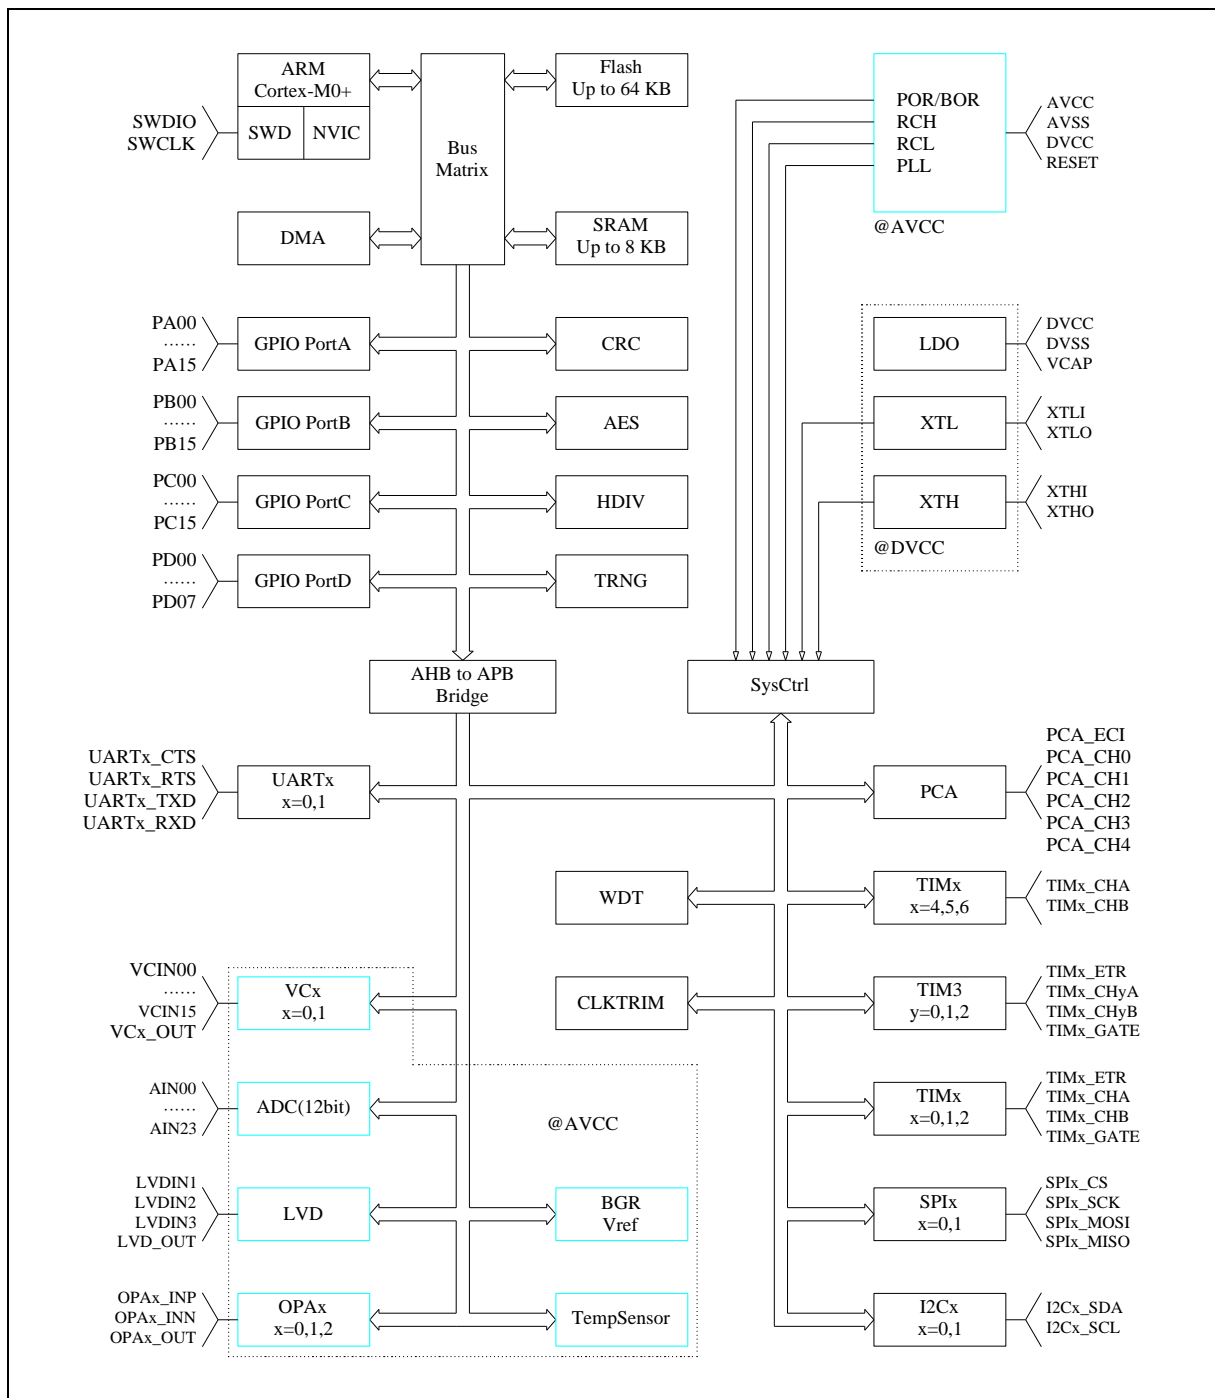 ARM
Cortex-M0+
SWD
NVIC
SWDIO
SWCLK
Bus
Matrix
Flash
Up to 64 KB
DMA
SRAM
Up to 8 KB
POR/BOR
RCH
RCL
PLL
@AVCC
AVCC
AVSS
DVCC
RESET
PA00
......
PA15
GPIO PortA
CRC
LDO
DVCC
DVSS
VCAP
PB00
......
PB15
GPIO PortB
AES
XTL
XTLI
XTLO
PC00
......
PC15
GPIO PortC
HDIV
XTH
XTHI
XTHO
@DVCC
PD00
......
PD07
GPIO PortD
TRNG
AHB to APB
Bridge
SysCtrl
UARTx_CTS
UARTx_RTS
UARTx_TXD
UARTx_RXD
UARTx
x=0,1
PCA
PCA_ECI
PCA_CH0
PCA_CH1
PCA_CH2
PCA_CH3
PCA_CH4
WDT
TIMx
x=4,5,6
TIMx_CHA
TIMx_CHB
VCIN00
......
VCIN15
VCx_OUT
VCx
x=0,1
CLKTRIM
TIM3
y=0,1,2
TIMx_ETR
TIMx_CHyA
TIMx_CHyB
TIMx_GATE
AIN00
......
AIN23
ADC(12bit)
@AVCC
TIMx
x=0,1,2
TIMx_ETR
TIMx_CHA
TIMx_CHB
TIMx_GATE
LVDIN1
LVDIN2
LVDIN3
LVD_OUT
LVD
BGR
Vref
SPIx
x=0,1
SPIx_CS
SPIx_SCK
SPIx_MOSI
SPIx_MISO
OPAx_INP
OPAx_INN
OPAx_OUT
OPAx
x=0,1,2
TempSensor
I2Cx
x=0,1
I2Cx_SDA
I2Cx_SCL